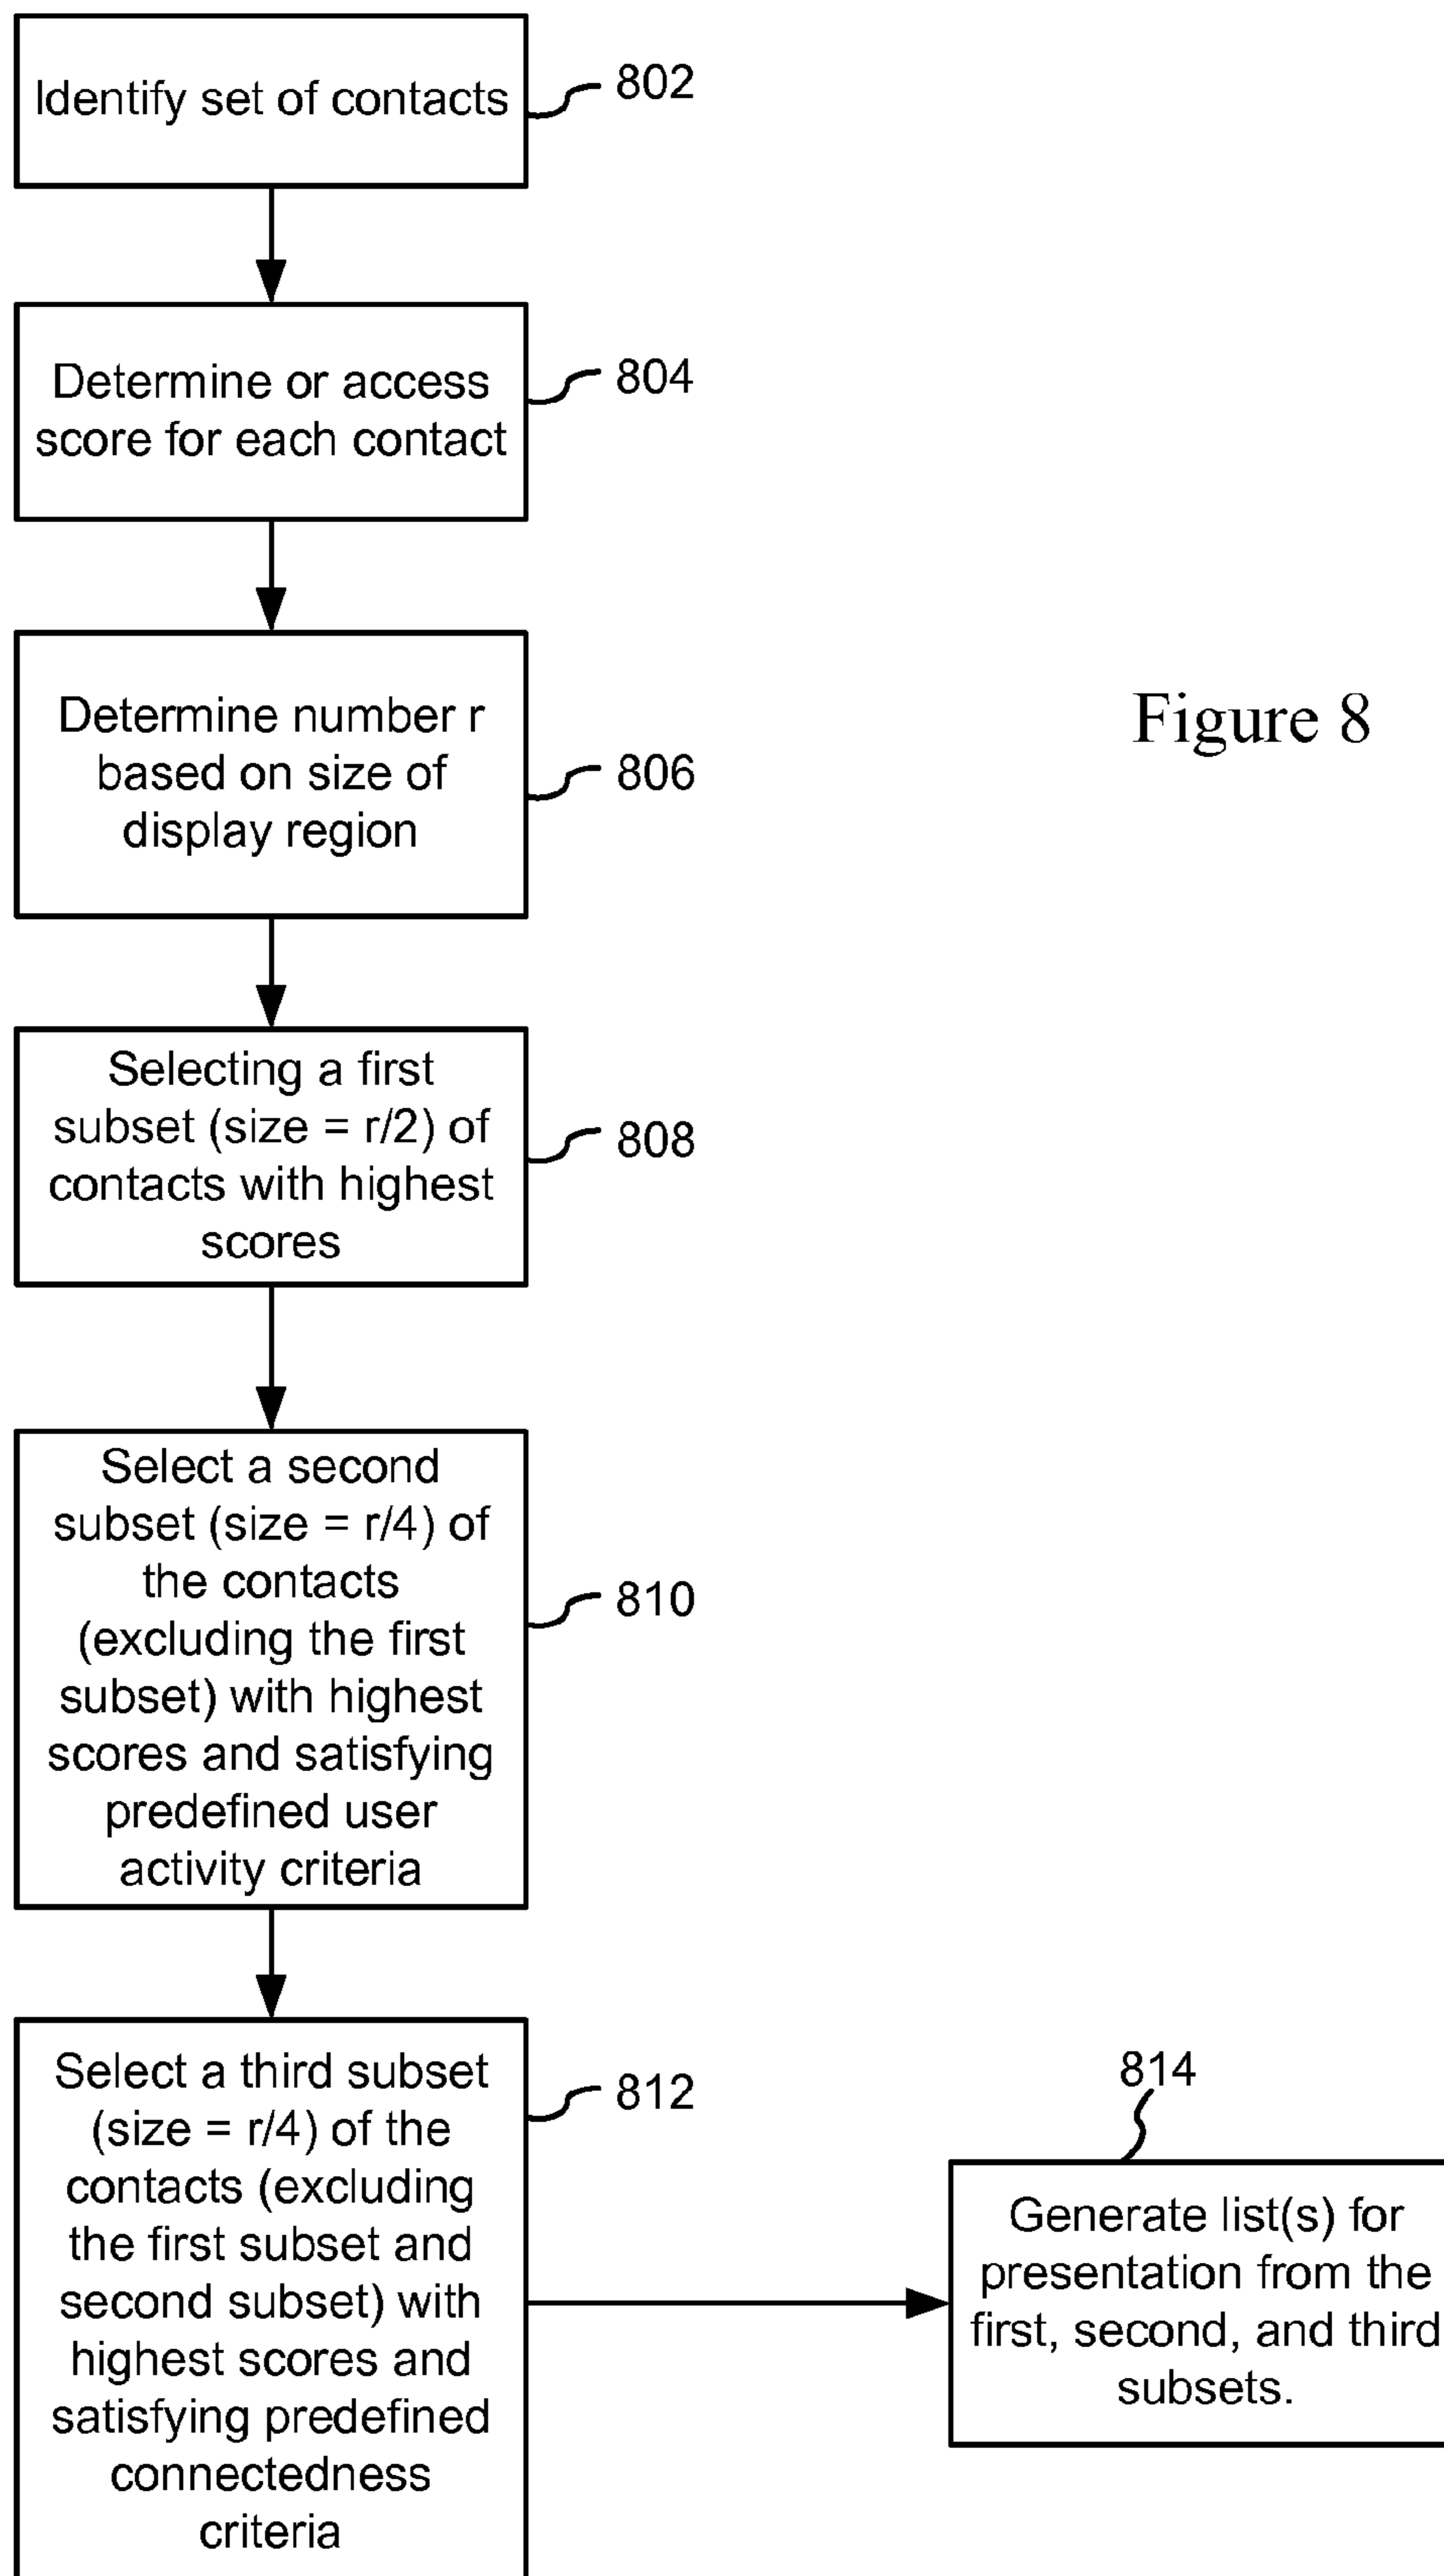 Identify set of contacts
802
Determine or access
score for each contact
804
Determine number r
based on size of
display region
806
Figure 8
Selecting a first
subset (size = r/2) of
contacts with highest
scores
808
Select a second
subset (size = r/4) of
the contacts
(excluding the first
subset) with highest
scores and satisfying
predefined user
activity criteria
810
Select a third subset
(size = r/4) of the
contacts (excluding
the first subset and
second subset) with
highest scores and
satisfying predefined
connectedness
criteria
812
814
Generate list(s) for
presentation from the
first, second, and third
subsets.